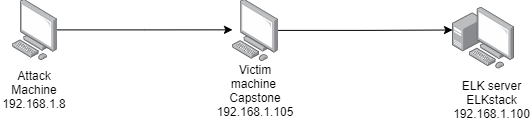 Attack
Machine
192.168.1.8
Victim
machine
Capstone
192.168.1.105
ELK server
ELKstack
192.168.1.100